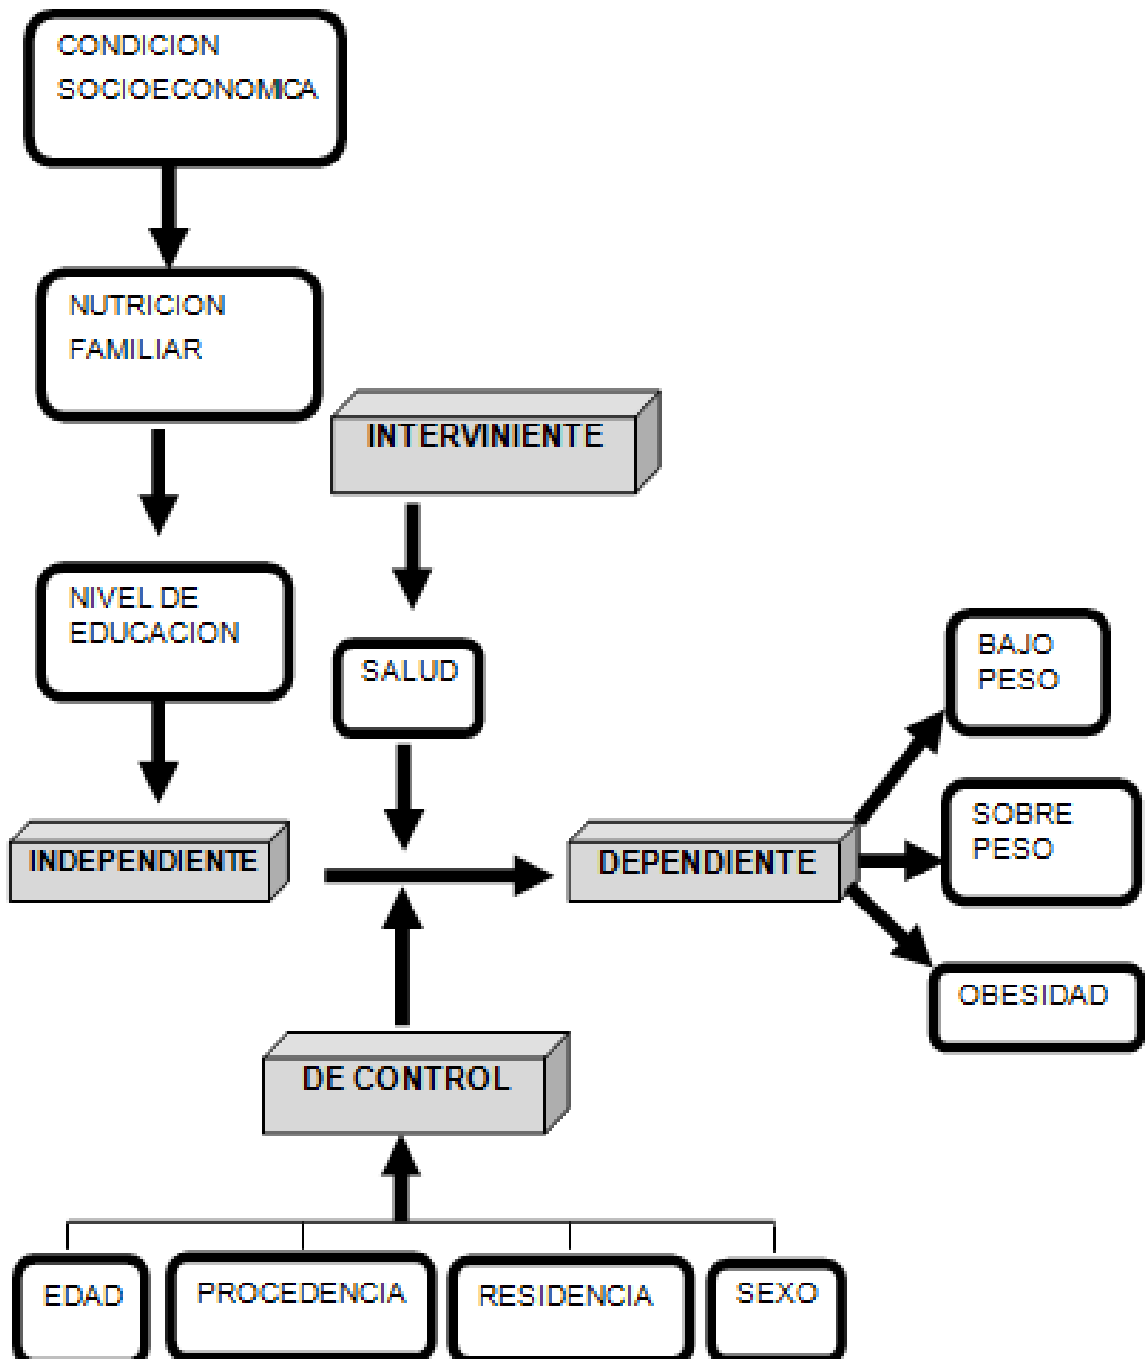 CONDICION
SOCIOECONOMICA
NUTRICION
FAMILIAR
INTERVINIENTE
NIVEL DE
EDUCACION
SALUD
BAJO
PESO
SOBRE
PESO
INDEPENDIENTE
DEPENDIENTE
OBESIDAD
DE CONTROL
EDAD
PROCEDENCIA
RESIDENCIA
SEXO